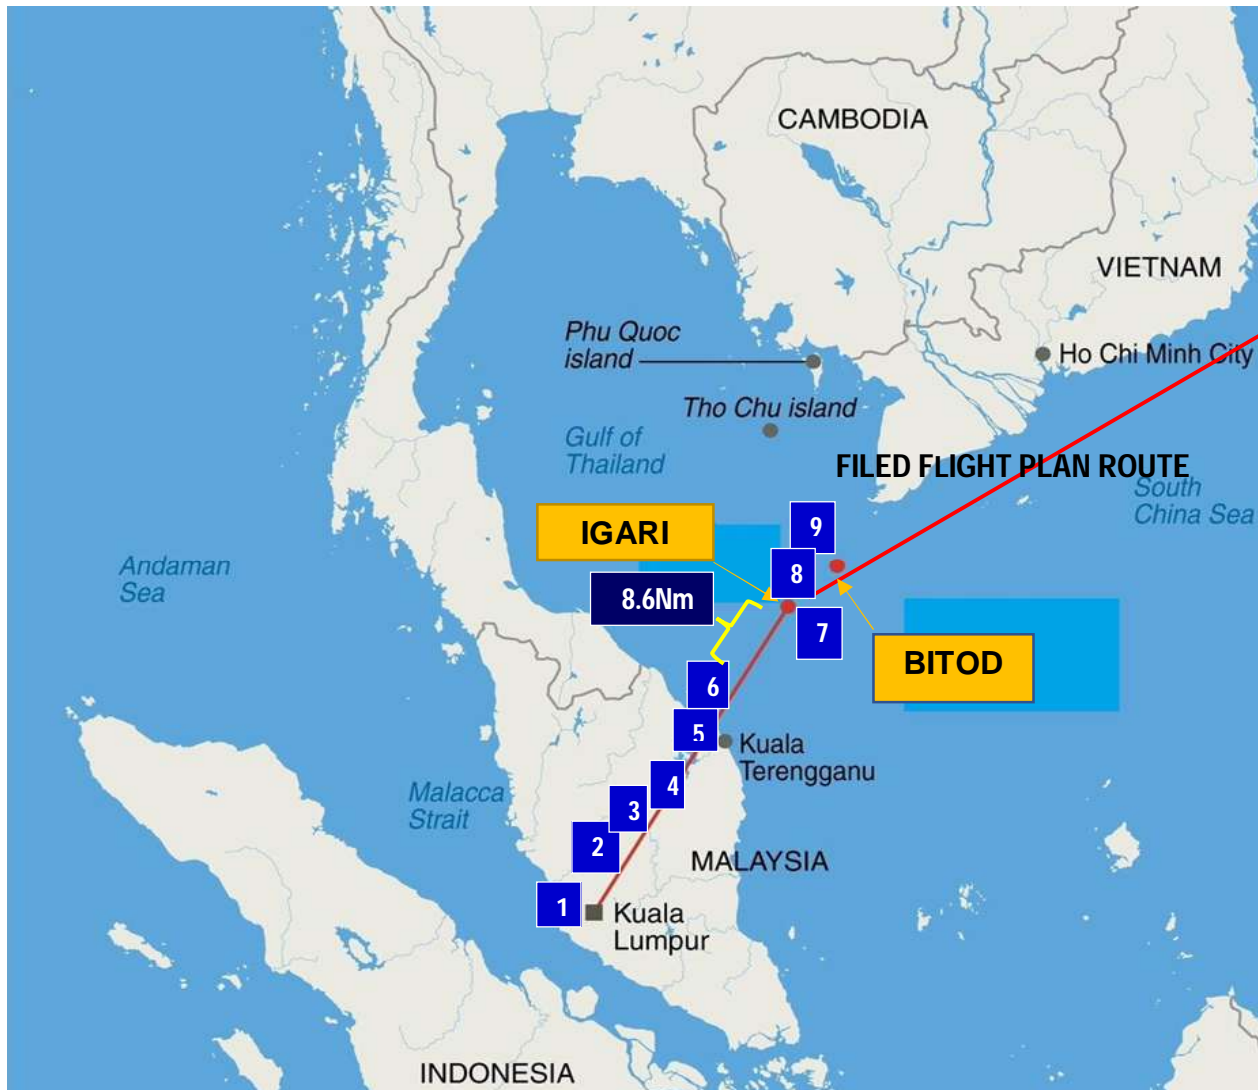 CAMBODIA
VIETNAM
Phu Quoc
island
Ho Chi Minh City
Tho Chu island
Gulf of
Thailand
FILED FLIGHT PLAN ROUTE
South
China Sea
IGARI
9
Andaman
Sea
8
8.6Nm
7
BITOD
6
5
Kuala
Terengganu
4
Malacca
Strait
3
2
MALAYSIA
1
Kuala
Lumpur
INDONESIA